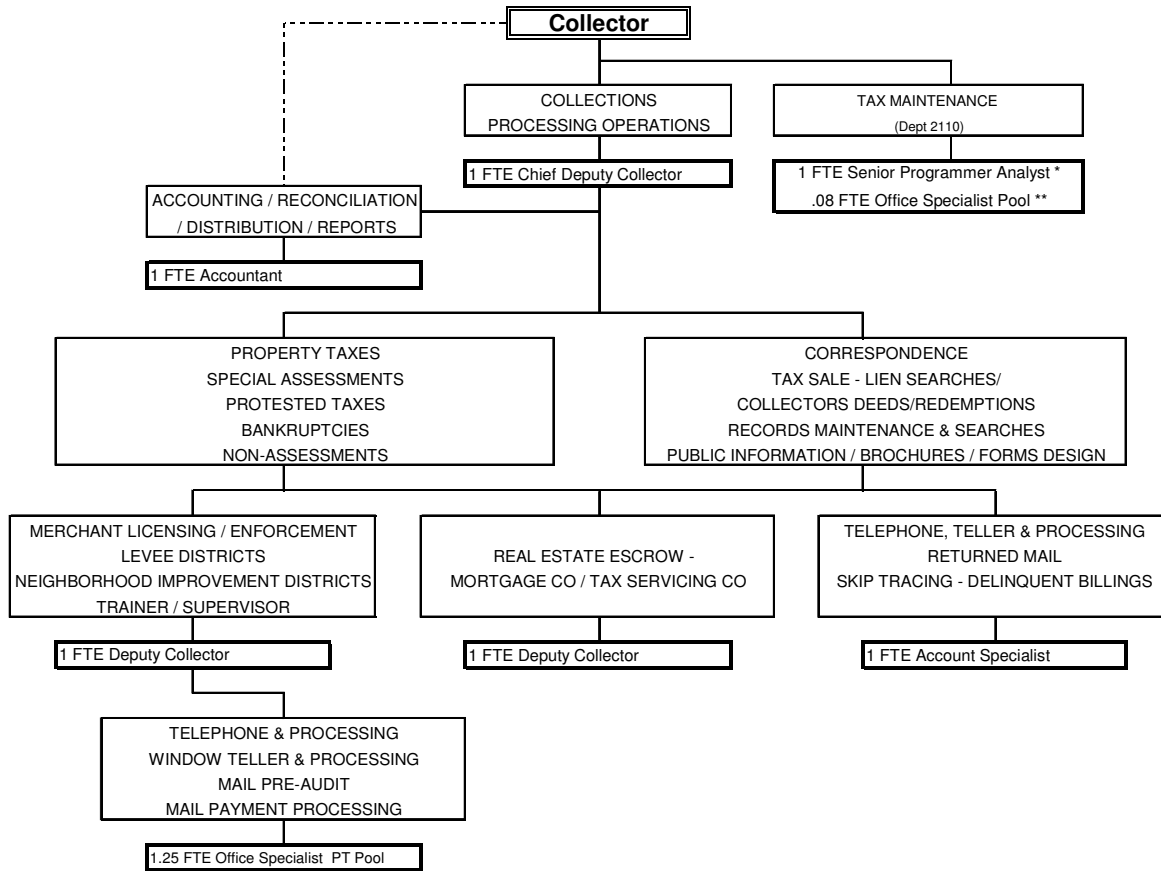 Collector
COLLECTIONS
PROCESSING OPERATIONS
TAX MAINTENANCE
(Dept 2110)
1 FTE Chief Deputy Collector
1 FTE Senior Programmer Analyst *
.08 FTE Office Specialist Pool **
ACCOUNTING / RECONCILIATION
/ DISTRIBUTION / REPORTS
1 FTE Accountant
PROPERTY TAXES
SPECIAL ASSESSMENTS
PROTESTED TAXES
BANKRUPTCIES
NON-ASSESSMENTS
CORRESPONDENCE
TAX SALE - LIEN SEARCHES/
COLLECTORS DEEDS/REDEMPTIONS
RECORDS MAINTENANCE & SEARCHES
PUBLIC INFORMATION / BROCHURES / FORMS DESIGN
MERCHANT LICENSING / ENFORCEMENT
LEVEE DISTRICTS
NEIGHBORHOOD IMPROVEMENT DISTRICTS
TRAINER / SUPERVISOR
REAL ESTATE ESCROW -
MORTGAGE CO / TAX SERVICING CO
TELEPHONE, TELLER & PROCESSING
RETURNED MAIL
SKIP TRACING - DELINQUENT BILLINGS
1 FTE Deputy Collector
1 FTE Deputy Collector
1 FTE Account Specialist
TELEPHONE & PROCESSING
WINDOW TELLER & PROCESSING
MAIL PRE-AUDIT
MAIL PAYMENT PROCESSING
1.25 FTE Office Specialist PT Pool